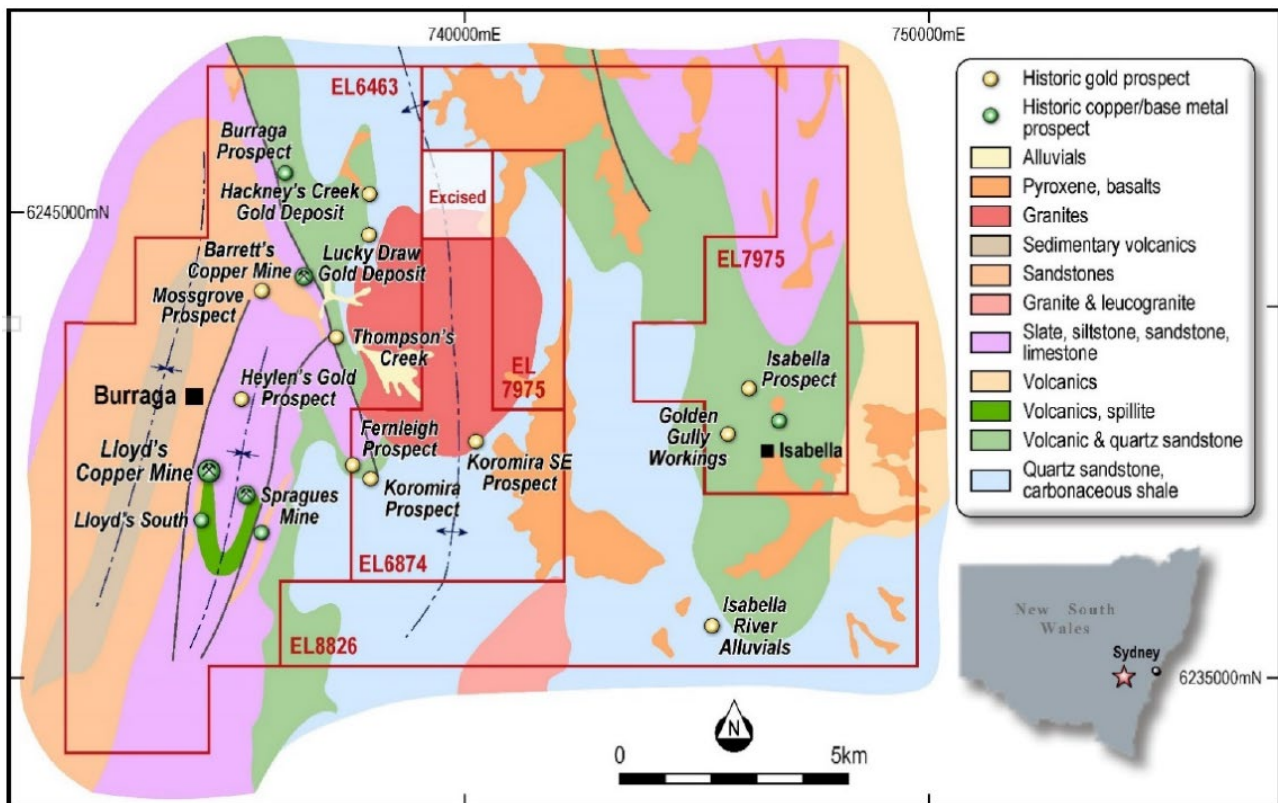 740000mE
750000mE
6245000mN
6235000mN
EL6463
Burraga
Prospect
Hackney's Creek
Gold Deposit
Excised
Lucky Draw
Gold Deposit
Barrett's
Copper Mine
Mossgrove
Prospect
EL7975
Thompson's
Creek
EL
7975
Isabella
Prospect
Burraga
Heylen's Gold
Prospect
Golden
Gully
Workings
Isabella
Fernleigh
Prospect
Lloyd's
Copper Mine
Koromira SE
Prospect
Koromira
Prospect
Spragues
Mine
Lloyd's South
EL6874
Isabella
River
Alluvials
EL8826
N
0
5km
Historic gold prospect
Historic copper/base metal
prospect
Alluvials
Pyroxene, basalts
Granites
Sedimentary volcanics
Sandstones
Granite & leucogranite
Slate, siltstone, sandstone,
limestone
Volcanics
Volcanics, spillite
Volcanic & quartz sandstone
Quartz sandstone,
carbonaceous shale
New South
Wales
Sydney